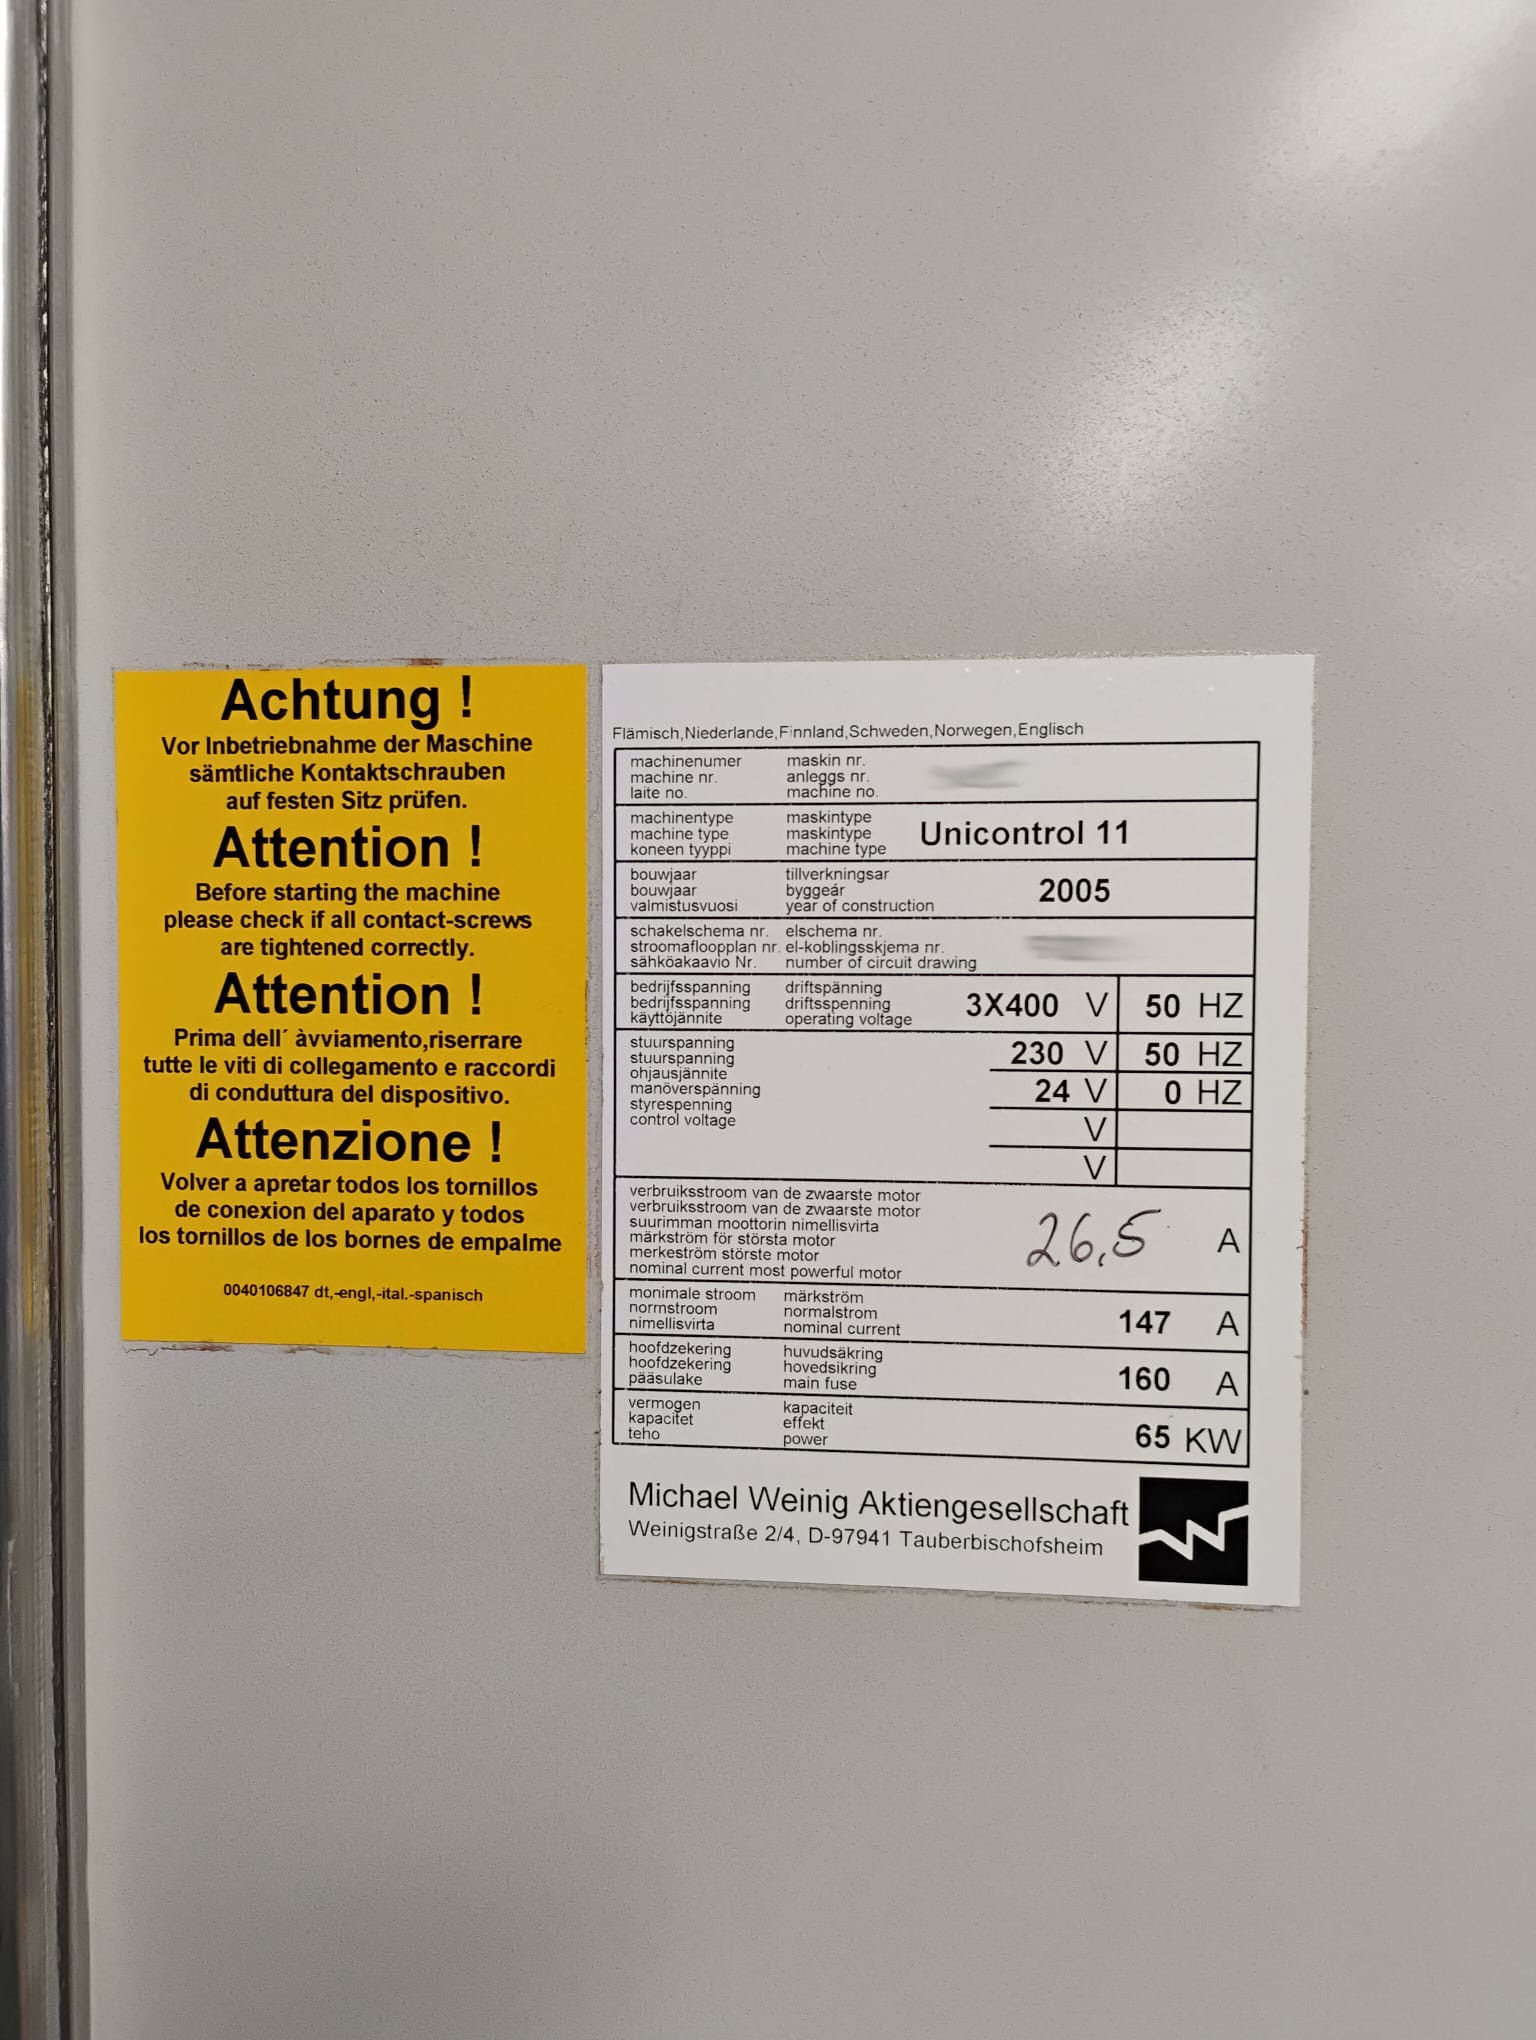 Achtung !
Vor Inbetriebnahme der Maschine
sämtliche Kontaktschrauben
auf festen Sitz prüfen.
Attention !
Before starting the machine
please check if all contact-screws
are tightened correctly.
Attention !
Prima dell´ àvviamento,riserrare
tutte le viti di collegamento e raccordi
di conduttura del dispositivo.
Attenzione !
Volver a apretar todos los tornillos
de conexion del aparato y todos
los tornillos de los bornes de empalme
0040106847 dt,-engl,-ital.-spanisch
Flämisch,Niederlande,Finnland,Schweden,Norwegen,Englisch
machinenumer maskin nr.
machine nr. anleggs nr.
laite no. machine no.
machinentype maskintype
machine type maskintype Unicontrol 11
koneen tyyppi machine type
bouwjaar tillverkningsar
bouwjaar byggeár 2005
valmistusvuosi year of construction
schakelschema nr. elschema nr.
stroomafloopplan nr. el-koblingsskjema nr.
sähköakaavio Nr. number of circuit drawing
bedrijfsspanning driftspänning
bedrijfsspanning driftsspenning 3X400 V 50 HZ
käyttöjännite operating voltage
stuurspanning
stuurspanning 230 V 50 HZ
ohjausjännite
manöverspänning 24 V 0 HZ
styrespenning
control voltage V
V
verbruiksstroom van de zwaarste motor
verbruiksstroom van de zwaarste motor
suurimman moottorin nimellisvirta
märkström för största motor 26,5 A
merkeström störste motor
nominal current most powerful motor
monimale stroom märkström
normstroom normalstrom 147 A
nimellisvirta nominal current
hoofdzekering huvudsäkring
hoofdzekering hovedsikring 160 A
pääsulake main fuse
vermogen kapaciteit
kapacitet effekt 65 KW
teho power
Michael Weinig Aktiengesellschaft
Weinigstraße 2/4, D-97941 Tauberbischofsheim